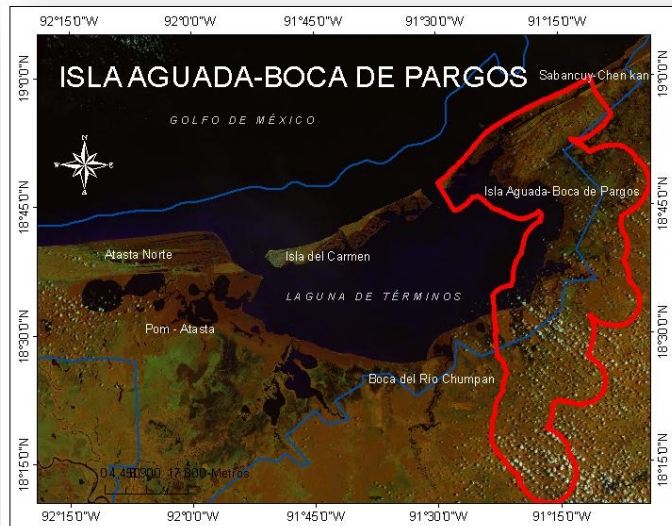 92°15'0"W 92°0'0"W 91°45'0"W 91°30'0"W 91°15'0"W
19°0'0"N 19°0'0"N
ISLA AGUADA-BOCA DE PARGOS
Sabancuy-Chen kan
GOLFO DE MÉXICO
N
W E
S
18°45'0"N 18°45'0"N
Isla Aguada-Boca de Pargos
Atasta Norte
Isla del Carmen
LAGUNA DE TÉRMINOS
18°30'0"N 18°30'0"N
Pom - Atasta
Boca del Río Chumpan
18°15'0"N 18°15'0"N
Metros
92°15'0"W 92°0'0"W 91°45'0"W 91°30'0"W 91°15'0"W